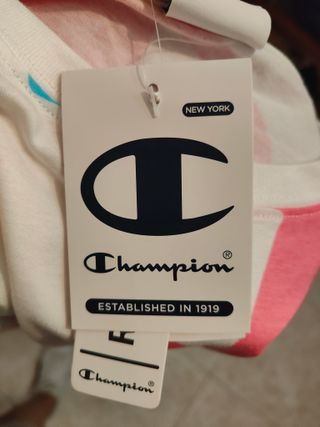 NEW YORK
Champion®
ESTABLISHED IN 1919
Champion®